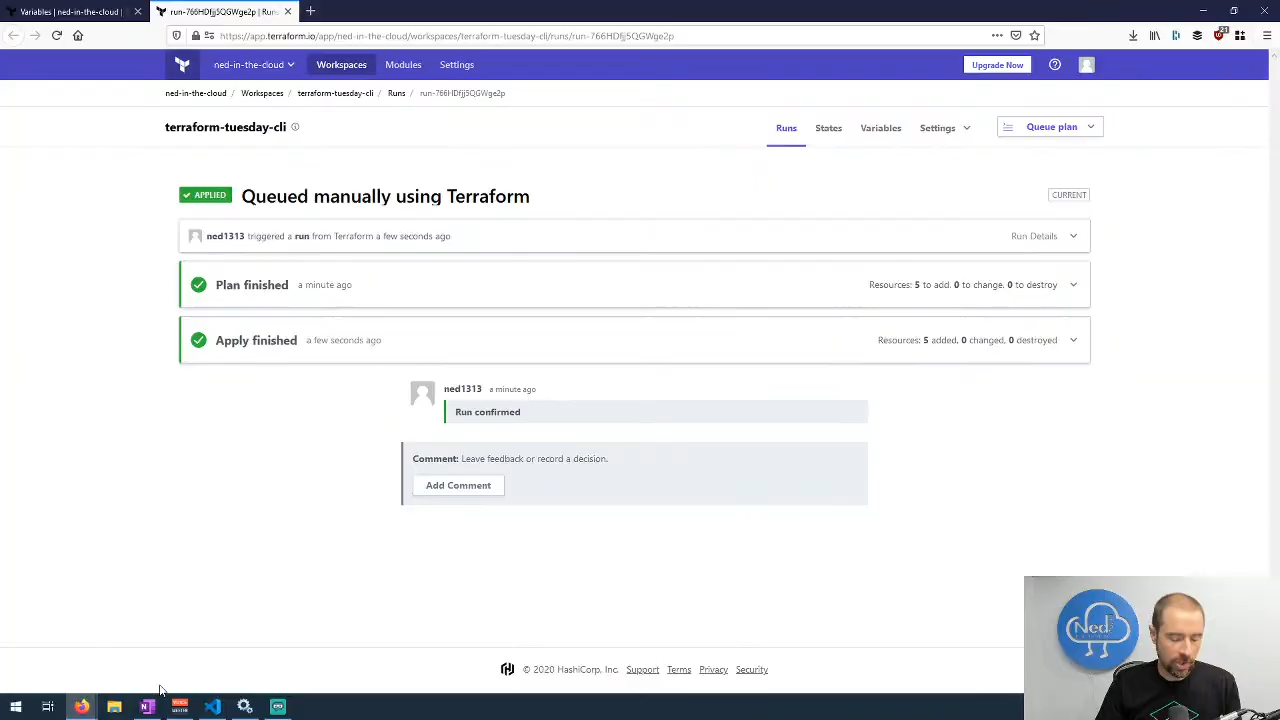 Variables | ned-in-the-cloud |
run-766HDfjj5QGWge2p | Run
https://app.terraform.io/app/ned-in-the-cloud/workspaces/terraform-tuesday-cli/runs/run-766HDfjj5QGWge2p
21
ned-in-the-cloud
Workspaces
Modules
Settings
Upgrade Now
ned-in-the-cloud / Workspaces / terraform-tuesday-cli / Runs / run-766HDfjj5QGWge2p
terraform-tuesday-cli
Runs
States
Variables
Settings
Queue plan
APPLIED
Queued manually using Terraform
CURRENT
ned1313 triggered a run from Terraform a few seconds ago
Run Details
Plan finished a minute ago
Resources: 5 to add, 0 to change, 0 to destroy
Apply finished a few seconds ago
Resources: 5 added, 0 changed, 0 destroyed
ned1313 a minute ago
Run confirmed
Comment: Leave feedback or record a decision.
Add Comment
Ned
© 2020 HashiCorp, Inc. Support Terms Privacy Security